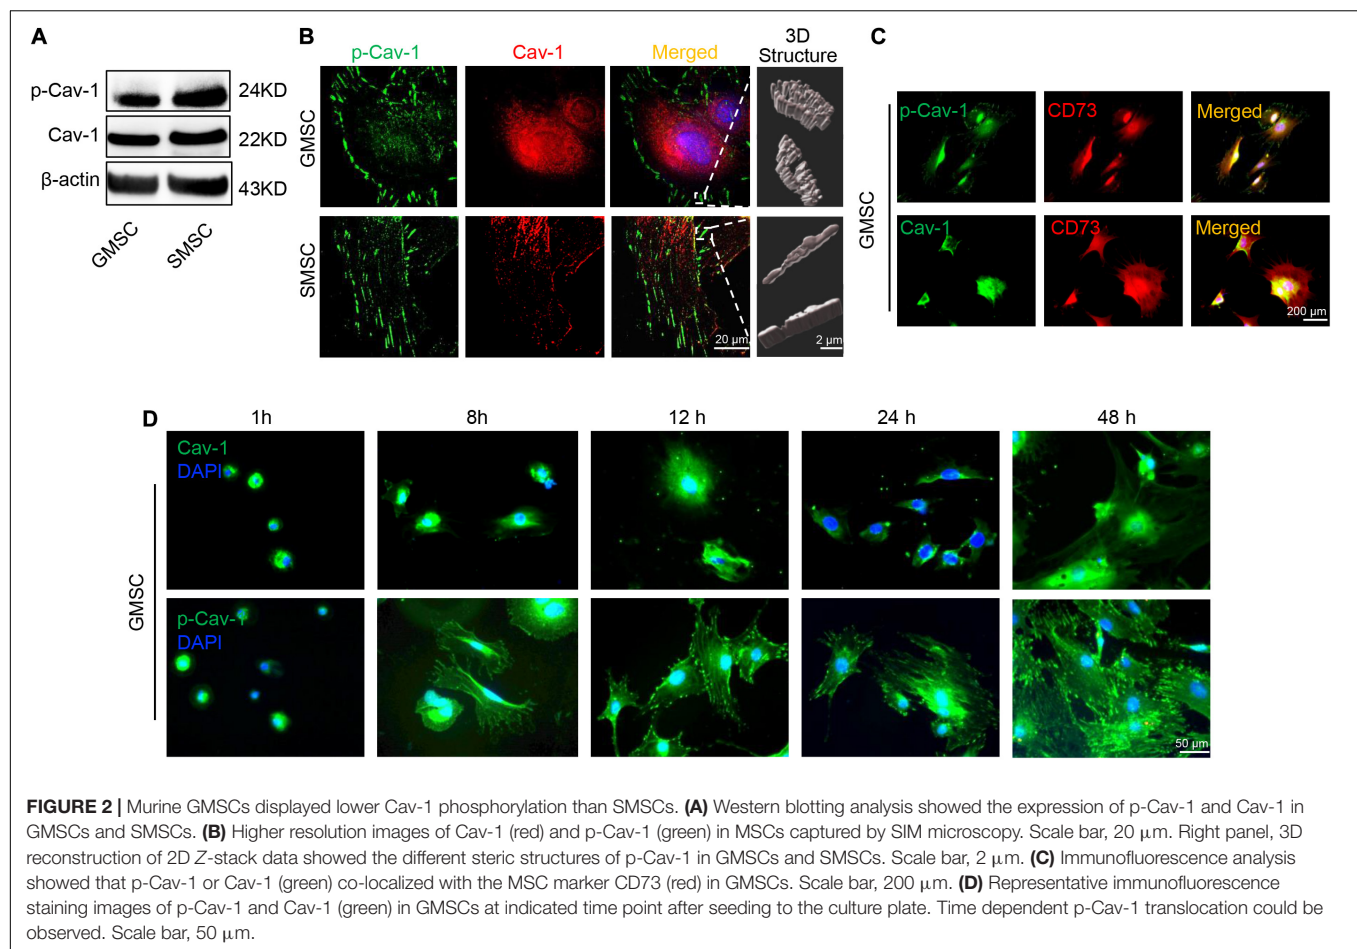 A
p-Cav-1
24KD
Cav-1
22KD
β-actin
43KD
GMSC
SMSC
B
p-Cav-1
Cav-1
Merged
3D
Structure
GMSC
SMSC
20 μm
2 μm
C
GMSC
p-Cav-1
CD73
Merged
Cav-1
CD73
Merged
200 μm
D
1h
8h
12 h
24 h
48 h
GMSC
Cav-1
DAPI
p-Cav-1
DAPI
50 μm
FIGURE 2 | Murine GMSCs displayed lower Cav-1 phosphorylation than SMSCs. (A) Western blotting analysis showed the expression of p-Cav-1 and Cav-1 in
GMSCs and SMSCs. (B) Higher resolution images of Cav-1 (red) and p-Cav-1 (green) in MSCs captured by SIM microscopy. Scale bar, 20 μm. Right panel, 3D
reconstruction of 2D Z-stack data showed the different steric structures of p-Cav-1 in GMSCs and SMSCs. Scale bar, 2 μm. (C) Immunofluorescence analysis
showed that p-Cav-1 or Cav-1 (green) co-localized with the MSC marker CD73 (red) in GMSCs. Scale bar, 200 μm. (D) Representative immunofluorescence
staining images of p-Cav-1 and Cav-1 (green) in GMSCs at indicated time point after seeding to the culture plate. Time dependent p-Cav-1 translocation could be
observed. Scale bar, 50 μm.